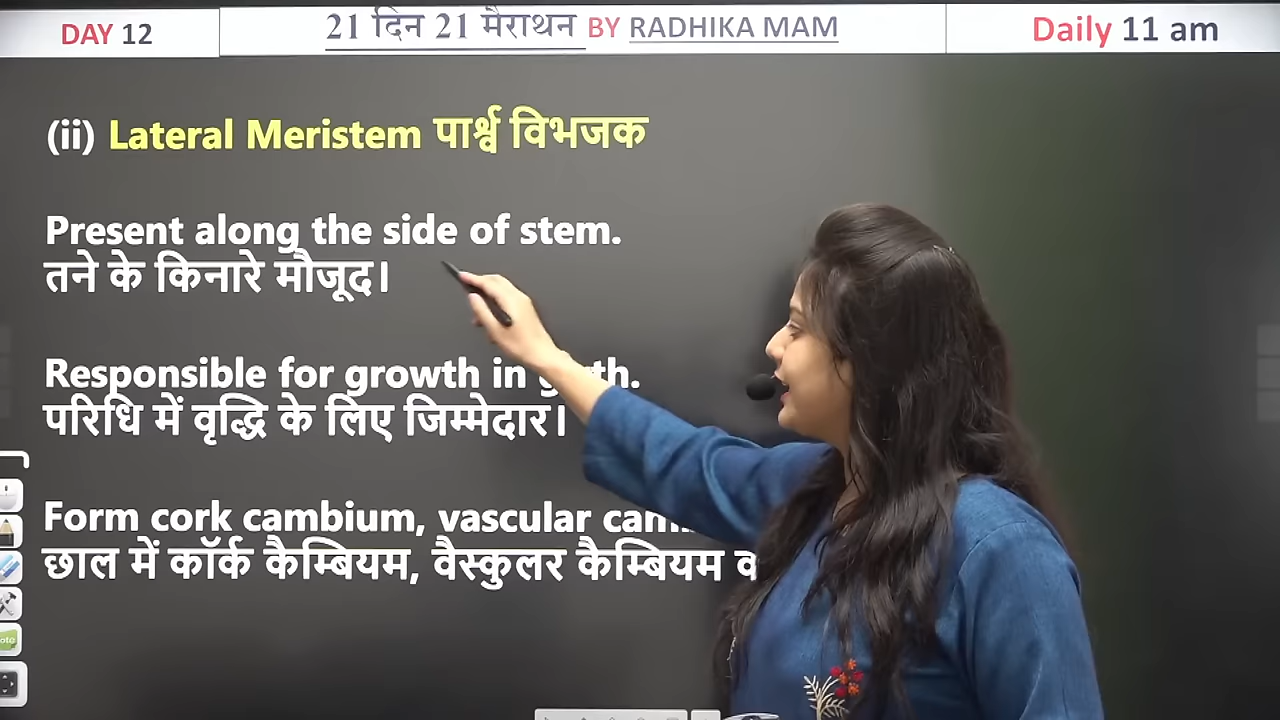 DAY 12
21 दिन 21 मैराथन BY RADHIKA MAM
Daily 11 am
(ii) Lateral Meristem पार्श्व विभजक
Present along the side of stem.
तने के किनारे मौजूद।
Responsible for growth in
परिधि में वृद्धि के लिए जिम्मेदार।
Form cork cambium, vascular
छाल में कॉर्क कैम्बियम, वैस्कुलर कैम्बियम